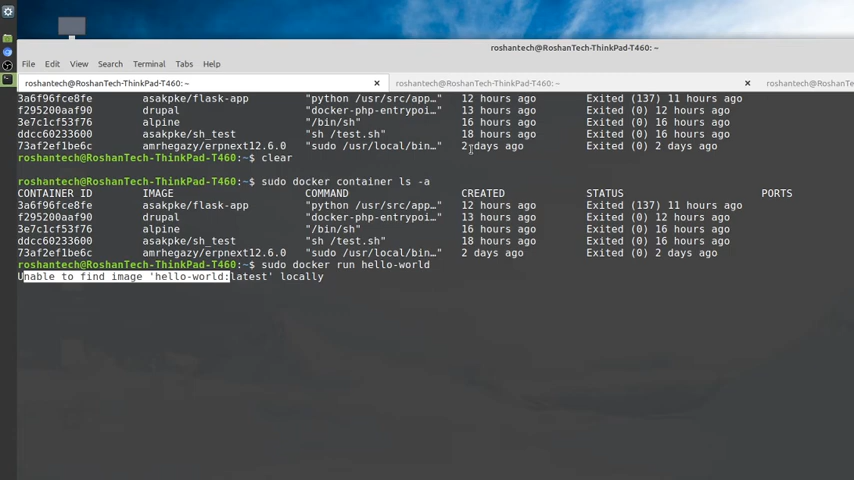 roshantech@RoshanTech-ThinkPad-T460: ~
File Edit View Search Terminal Tabs Help
roshantech@RoshanTech-ThinkPad-T460: ~ × roshantech@RoshanTech-ThinkPad-T460: ~ × roshantech@RoshanTech-ThinkPad-T460
3a6f96fce8fe asakpke/flask-app "python /usr/src/app…" 12 hours ago Exited (137) 11 hours ago
f295200aaf90 drupal "docker-php-entrypoi…" 13 hours ago Exited (0) 12 hours ago
3e7c1cf53f76 alpine "/bin/sh" 16 hours ago Exited (0) 16 hours ago
ddcc60233600 asakpke/sh_test "sh /test.sh" 18 hours ago Exited (0) 16 hours ago
73af2ef1be6c amrhegazy/erpnext12.6.0 "sudo /usr/local/bin…" 2 days ago Exited (0) 2 days ago
roshantech@RoshanTech-ThinkPad-T460:~$ clear
roshantech@RoshanTech-ThinkPad-T460:~$ sudo docker container ls -a
CONTAINER ID IMAGE COMMAND CREATED STATUS PORTS
3a6f96fce8fe asakpke/flask-app "python /usr/src/app…" 12 hours ago Exited (137) 11 hours ago
f295200aaf90 drupal "docker-php-entrypoi…" 13 hours ago Exited (0) 12 hours ago
3e7c1cf53f76 alpine "/bin/sh" 16 hours ago Exited (0) 16 hours ago
ddcc60233600 asakpke/sh_test "sh /test.sh" 18 hours ago Exited (0) 16 hours ago
73af2ef1be6c amrhegazy/erpnext12.6.0 "sudo /usr/local/bin…" 2 days ago Exited (0) 2 days ago
roshantech@RoshanTech-ThinkPad-T460:~$ sudo docker run hello-world
Unable to find image 'hello-world:latest' locally